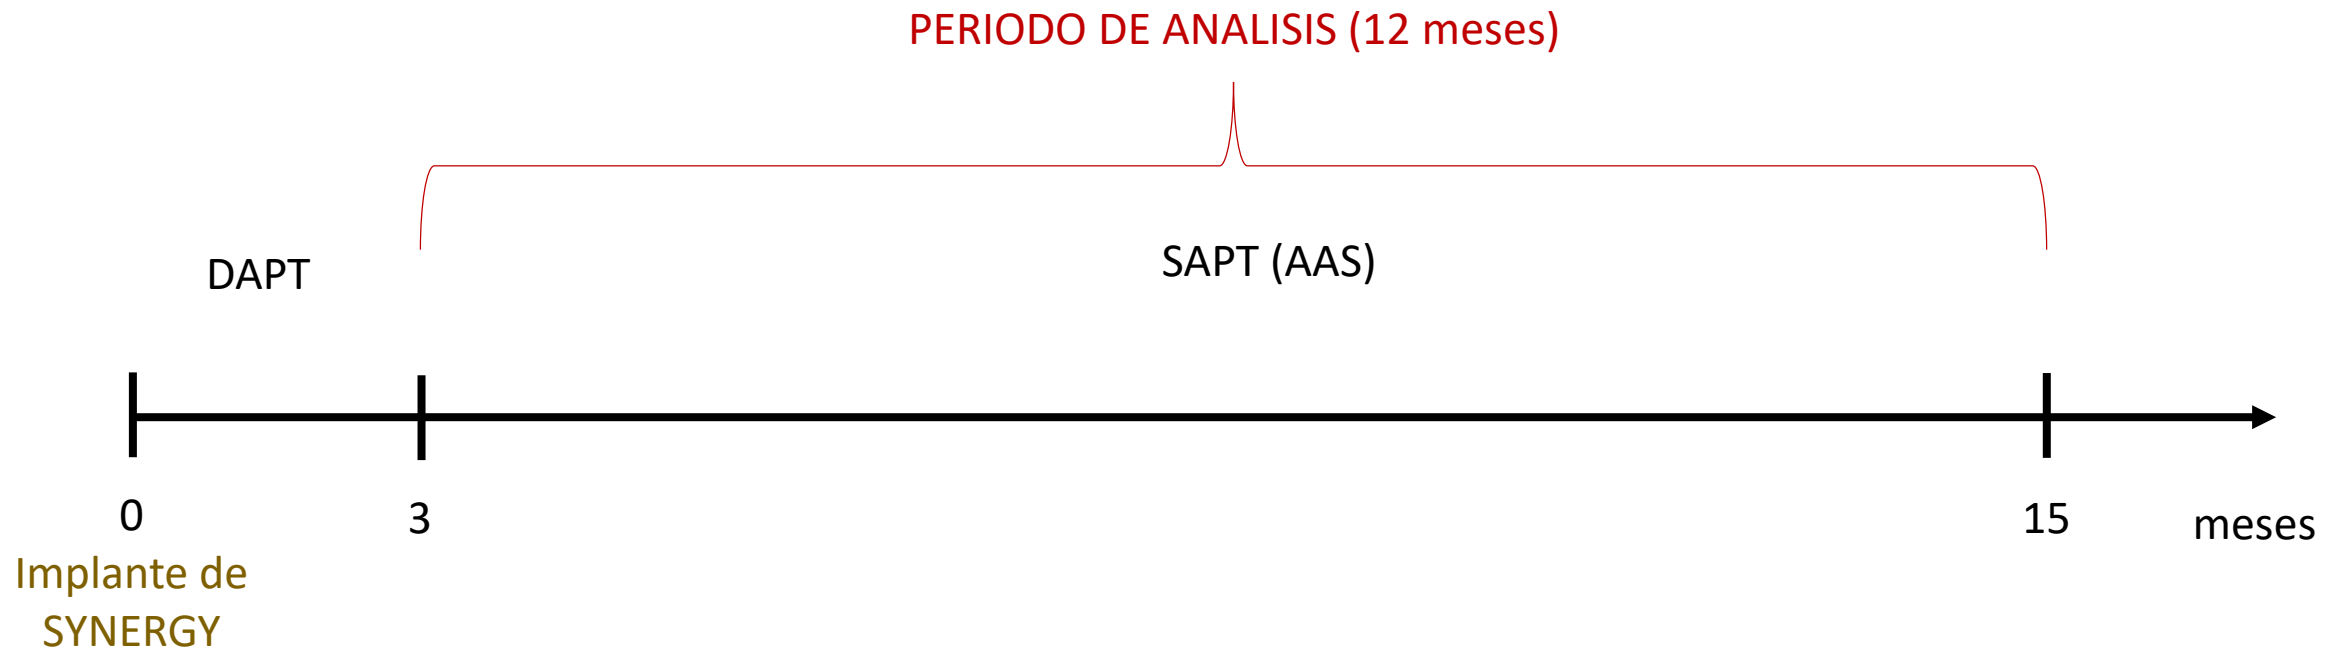 PERIODO DE ANALISIS (12 meses)
DAPT
SAPT (AAS)
0
3
15
meses
Implante de
SYNERGY